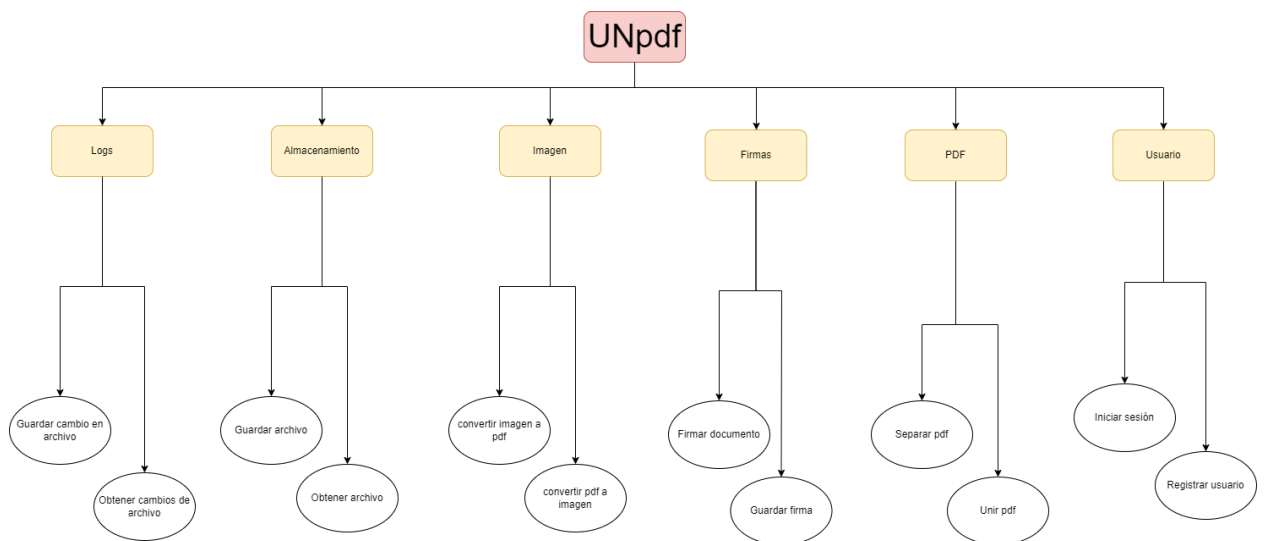 UNpdf
Logs
Almacenamiento
Imagen
Firmas
PDF
Usuario
Guardar cambio en
archivo
Obtener cambios de
archivo
Guardar archivo
Obtener archivo
convertir imagen a
pdf
convertir pdf a
imagen
Firmar documento
Guardar firma
Separar pdf
Unir pdf
Iniciar sesión
Registrar usuario